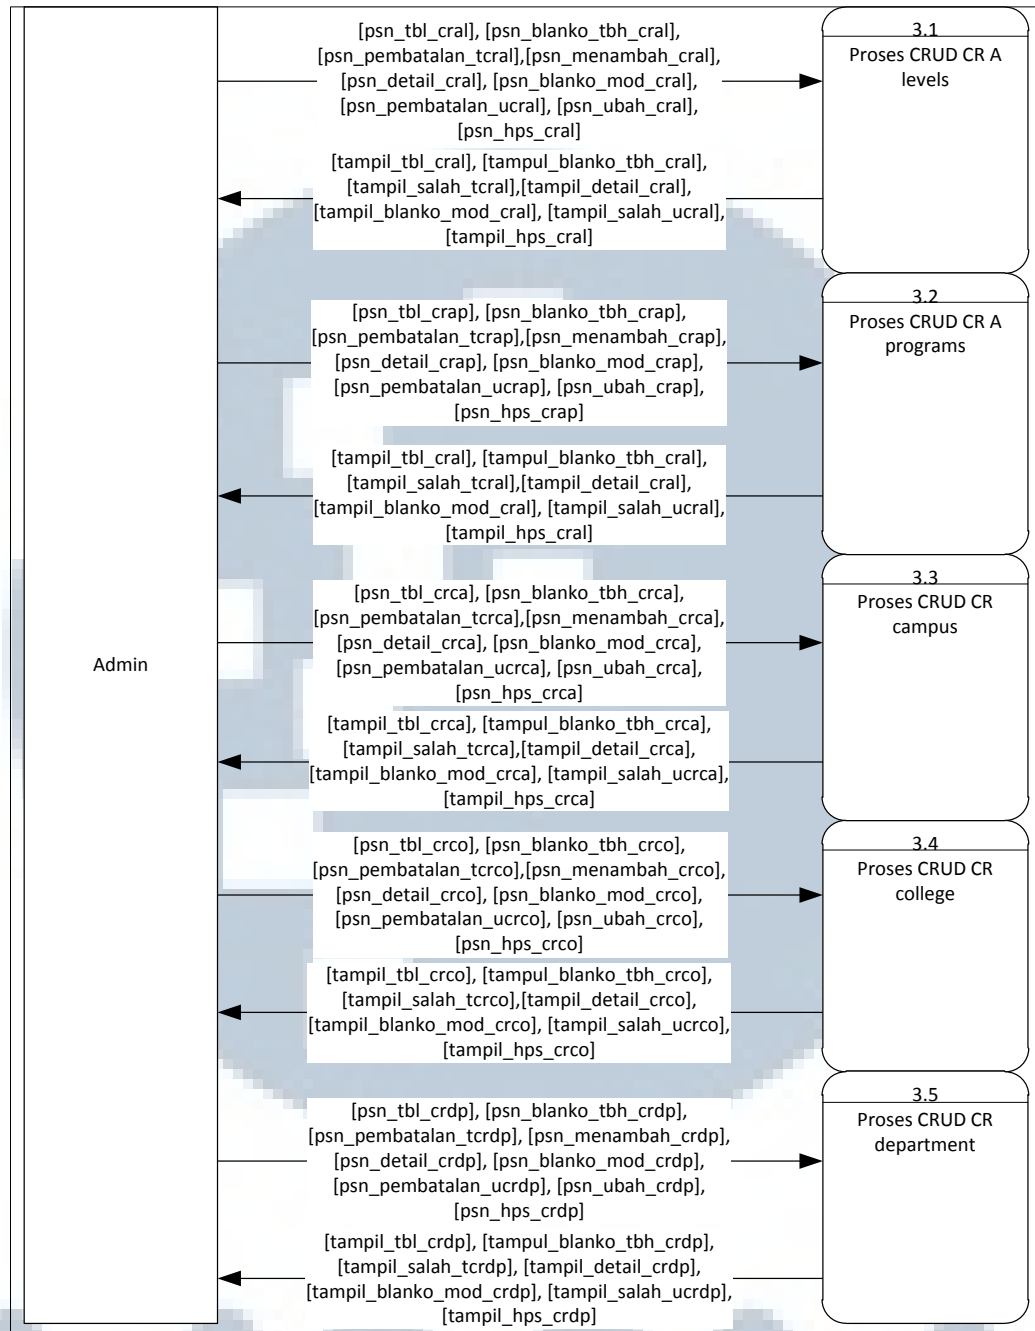 [psn_tbl_cral], [psn_blanko_tbh_cral],
[psn_pembatalan_tcral],[psn_menambah_cral],
[psn_detail_cral], [psn_blanko_mod_cral],
[psn_pembatalan_ucral], [psn_ubah_cral],
[psn_hps_cral]
3.1
Proses CRUD CR A
levels
[tampil_tbl_cral], [tampul_blanko_tbh_cral],
[tampil_salah_tcral],[tampil_detail_cral],
[tampil_blanko_mod_cral], [tampil_salah_ucral],
[tampil_hps_cral]
[psn_tbl_crap], [psn_blanko_tbh_crap],
[psn_pembatalan_tcrap],[psn_menambah_crap],
[psn_detail_crap], [psn_blanko_mod_crap],
[psn_pembatalan_ucrap], [psn_ubah_crap],
[psn_hps_crap]
3.2
Proses CRUD CR A
programs
[tampil_tbl_cral], [tampul_blanko_tbh_cral],
[tampil_salah_tcral],[tampil_detail_cral],
[tampil_blanko_mod_cral], [tampil_salah_ucral],
[tampil_hps_cral]
Admin
[psn_tbl_crca], [psn_blanko_tbh_crca],
[psn_pembatalan_tcrca],[psn_menambah_crca],
[psn_detail_crca], [psn_blanko_mod_crca],
[psn_pembatalan_ucrca], [psn_ubah_crca],
[psn_hps_crca]
3.3
Proses CRUD CR
campus
[tampil_tbl_crca], [tampul_blanko_tbh_crca],
[tampil_salah_tcrca],[tampil_detail_crca],
[tampil_blanko_mod_crca], [tampil_salah_ucrca],
[tampil_hps_crca]
[psn_tbl_crco], [psn_blanko_tbh_crco],
[psn_pembatalan_tcrco],[psn_menambah_crco],
[psn_detail_crco], [psn_blanko_mod_crco],
[psn_pembatalan_ucrco], [psn_ubah_crco],
[psn_hps_crco]
3.4
Proses CRUD CR
college
[tampil_tbl_crco], [tampul_blanko_tbh_crco],
[tampil_salah_tcrco],[tampil_detail_crco],
[tampil_blanko_mod_crco], [tampil_salah_ucrco],
[tampil_hps_crco]
[psn_tbl_crdp], [psn_blanko_tbh_crdp],
[psn_pembatalan_tcrdp], [psn_menambah_crdp],
[psn_detail_crdp], [psn_blanko_mod_crdp],
[psn_pembatalan_ucrdp], [psn_ubah_crdp],
[psn_hps_crdp]
3.5
Proses CRUD CR
department
[tampil_tbl_crdp], [tampul_blanko_tbh_crdp],
[tampil_salah_tcrdp], [tampil_detail_crdp],
[tampil_blanko_mod_crdp], [tampil_salah_ucrdp],
[tampil_hps_crdp]